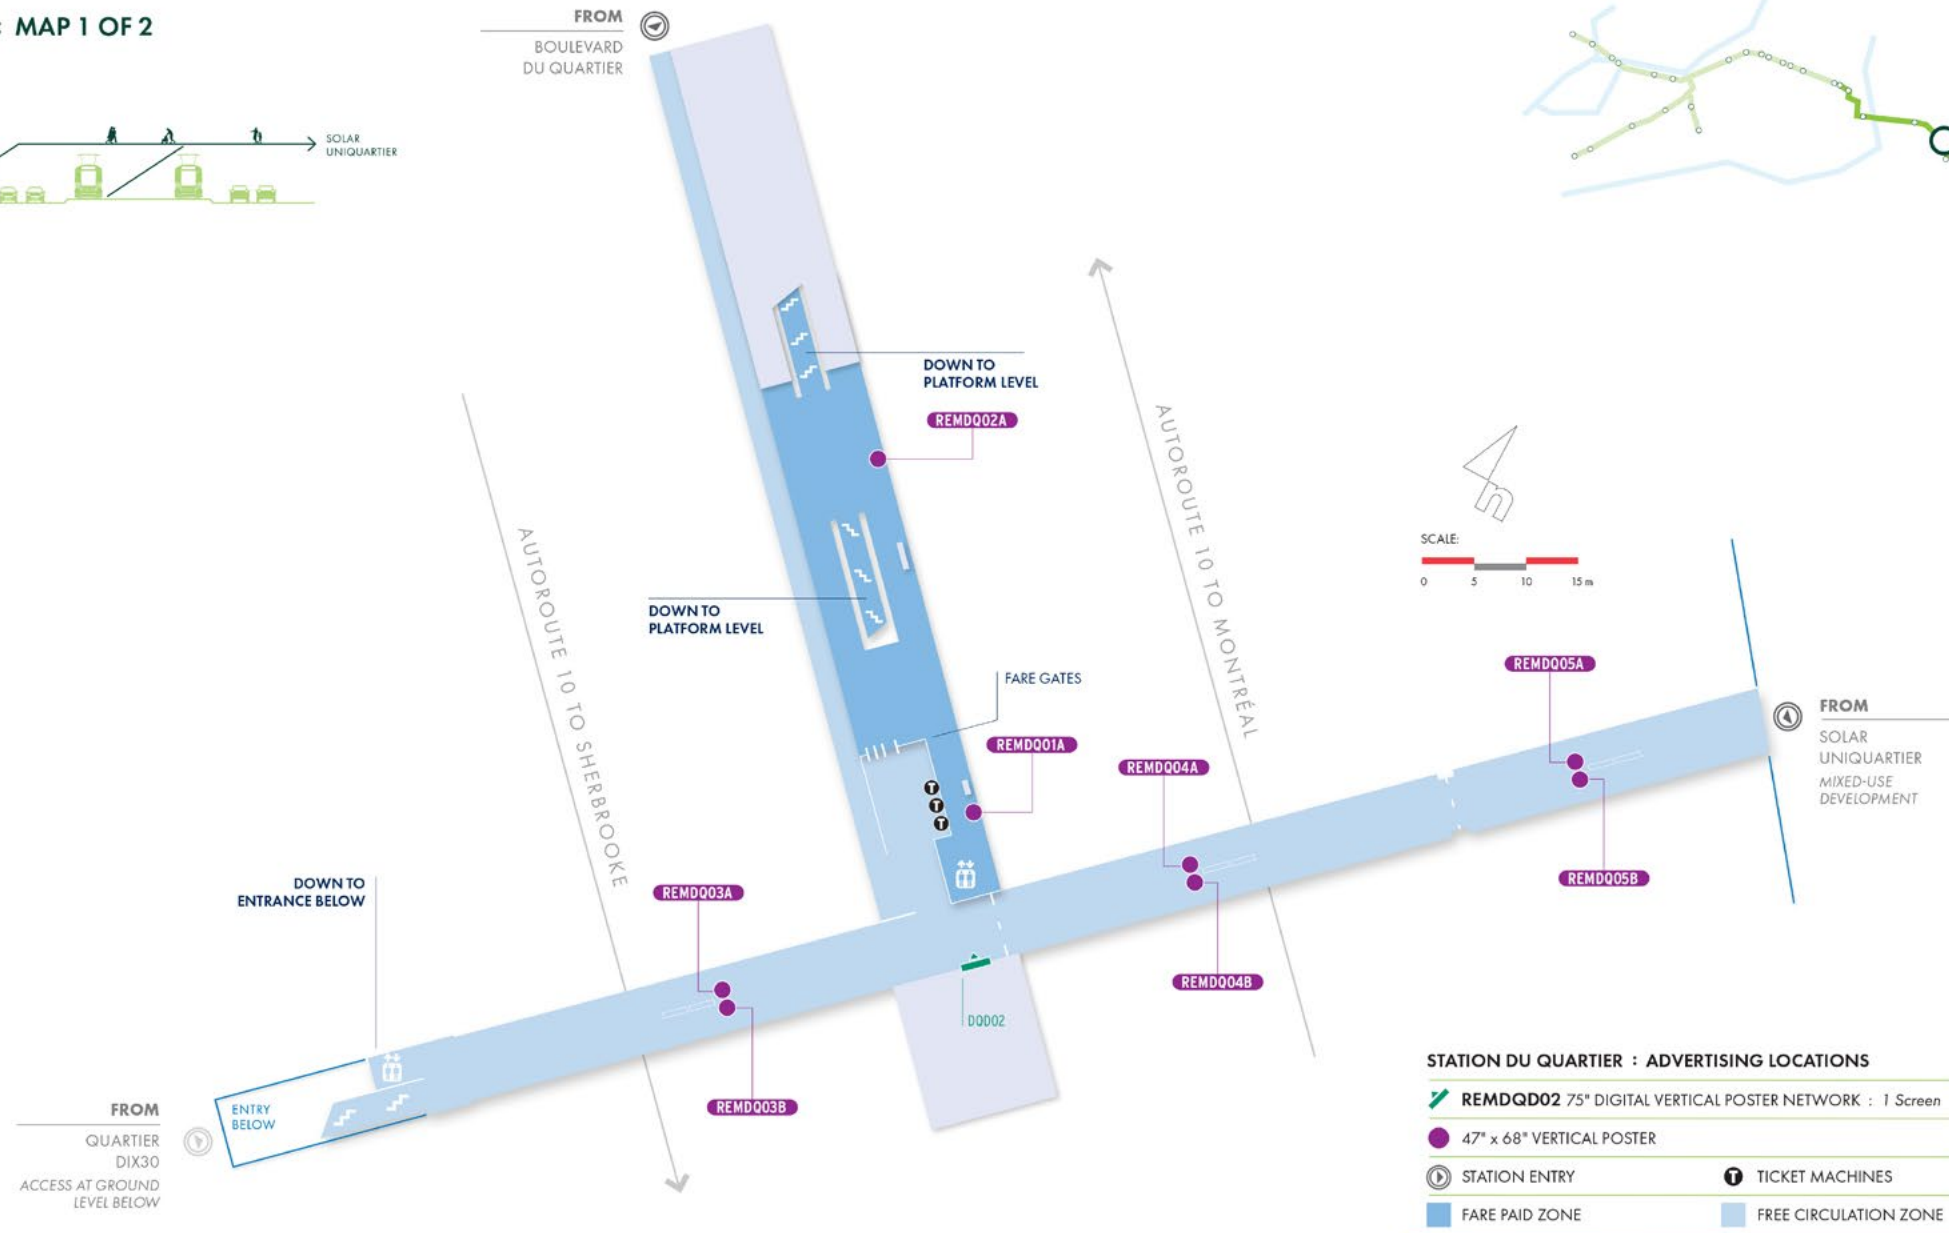 : MAP 1 OF 2
FROM
BOULEVARD
DU QUARTIER
SOLAR
UNIQUARTIER
DOWN TO
PLATFORM LEVEL
REMDQ02A
AUTOROUTE 10 TO MONTRÉAL
n
SCALE:
0 5 10 15 m
AUTOROUTE 10 TO SHERBROOKE
DOWN TO
PLATFORM LEVEL
FARE GATES
REMDQ05A
FROM
SOLAR
UNIQUARTIER
MIXED-USE
DEVELOPMENT
REMDQ01A
REMDQ04A
T
T
T
REMDQ05B
DOWN TO
ENTRANCE BELOW
REMDQ03A
REMDQ04B
DQD02
REMDQ03B
ENTRY
BELOW
FROM
QUARTIER
DIX30
ACCESS AT GROUND
LEVEL BELOW
STATION DU QUARTIER : ADVERTISING LOCATIONS
REMDQD02 75" DIGITAL VERTICAL POSTER NETWORK : 1 Screen
47" x 68" VERTICAL POSTER
STATION ENTRY
T TICKET MACHINES
FARE PAID ZONE
FREE CIRCULATION ZONE